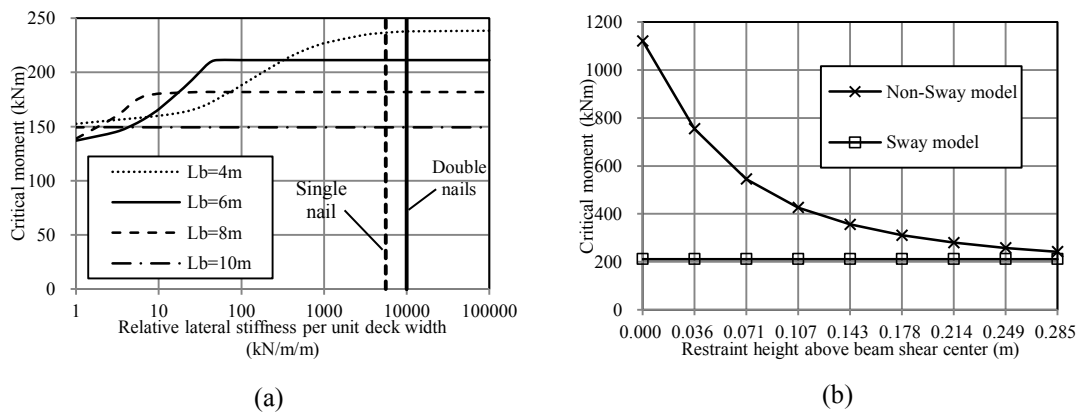 250
200
150
100
50
0
Critical moment (kNm)
Lb=4m
Lb=6m
Lb=8m
Lb=10m
Single
nail
Double
nails
1 10 100 1000 10000 100000
Relative lateral stiffness per unit deck width
(kN/m/m)
(a)
1200
1000
800
600
400
200
0
Critical moment (kNm)
Non-Sway model
Sway model
0.000 0.036 0.071 0.107 0.143 0.178 0.214 0.249 0.285
Restraint height above beam shear center (m)
(b)